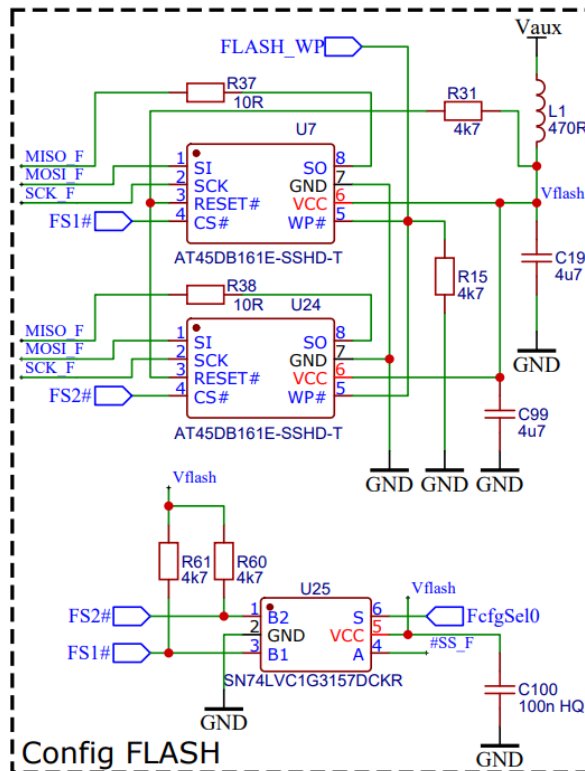 Vaux
FLASH_WP
R37
10R
R31
4k7
L1
470R
U7
MISO_F
MOSI_F
SCK_F
FS1#
1 SI SO 8
2 SCK GND 7
3 RESET# VCC 6
4 CS# WP# 5
Vflash
AT45DB161E-SSHD-T
C19
4u7
R15
4k7
R38
10R
U24
MISO_F
MOSI_F
SCK_F
FS2#
1 SI SO 8
2 SCK GND 7
3 RESET# VCC 6
4 CS# WP# 5
GND
AT45DB161E-SSHD-T
C99
4u7
GND GND GND
Vflash
R61
4k7
R60
4k7
U25
Vflash
FS2#
FS1#
1 B2 S 6
2 GND VCC 5
3 B1 A 4
FcfgSel0
#SS_F
SN74LVC1G3157DCKR
C100
100n HQ
GND
GND
Config FLASH